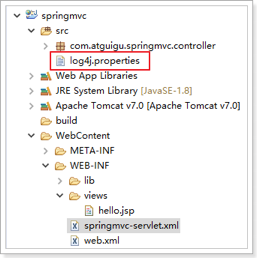 springmvc
src
com.atguigu.springmvc.controller
log4j.properties
Web App Libraries
JRE System Library [JavaSE-1.8]
Apache Tomcat v7.0 [Apache Tomcat v7.0]
build
WebContent
META-INF
WEB-INF
lib
views
hello.jsp
springmvc-servlet.xml
web.xml